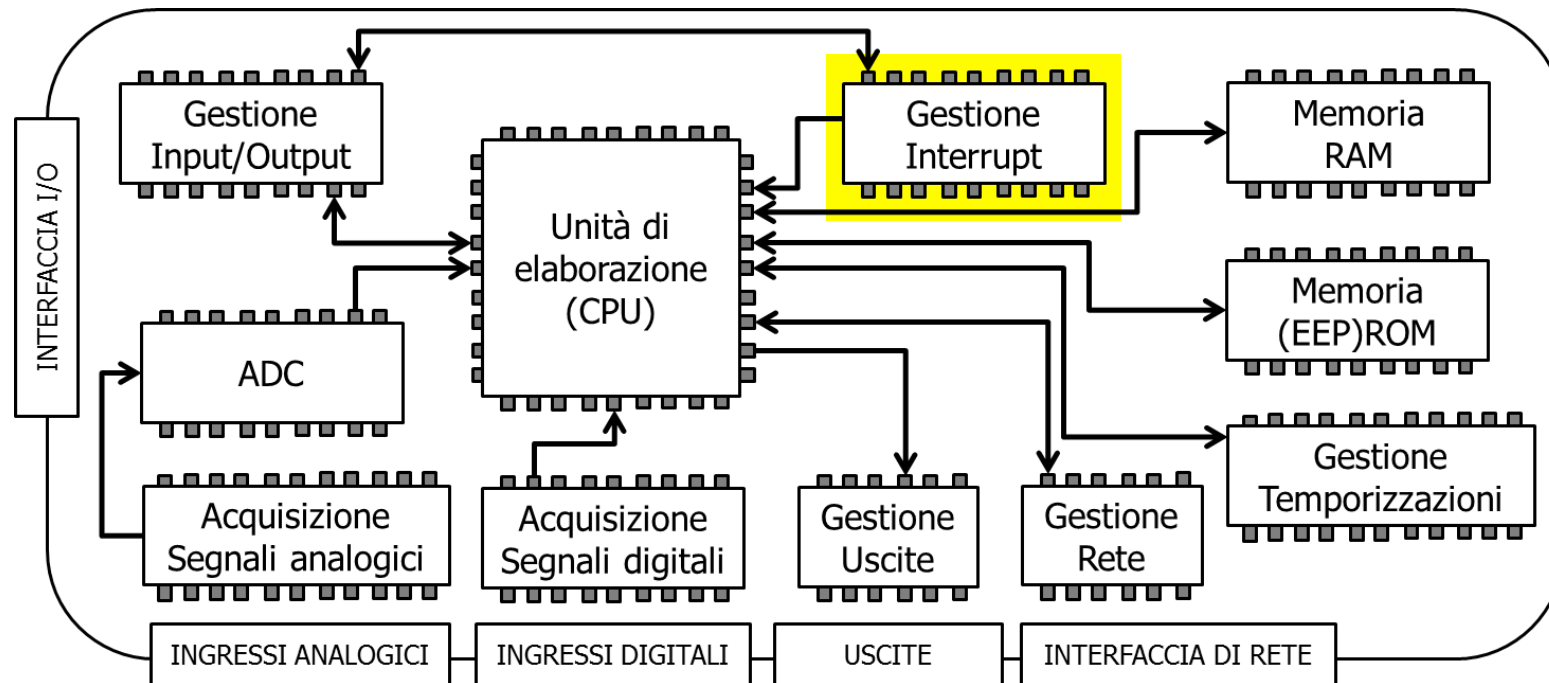 INTERFACCIA I/O
Gestione
Input/Output
Gestione
Interrupt
Memoria
RAM
Unità di
elaborazione
(CPU)
Memoria
(EEP)ROM
ADC
Gestione
Temporizzazioni
Acquisizione
Segnali analogici
Acquisizione
Segnali digitali
Gestione
Uscite
Gestione
Rete
INGRESSI ANALOGICI
INGRESSI DIGITALI
USCITE
INTERFACCIA DI RETE